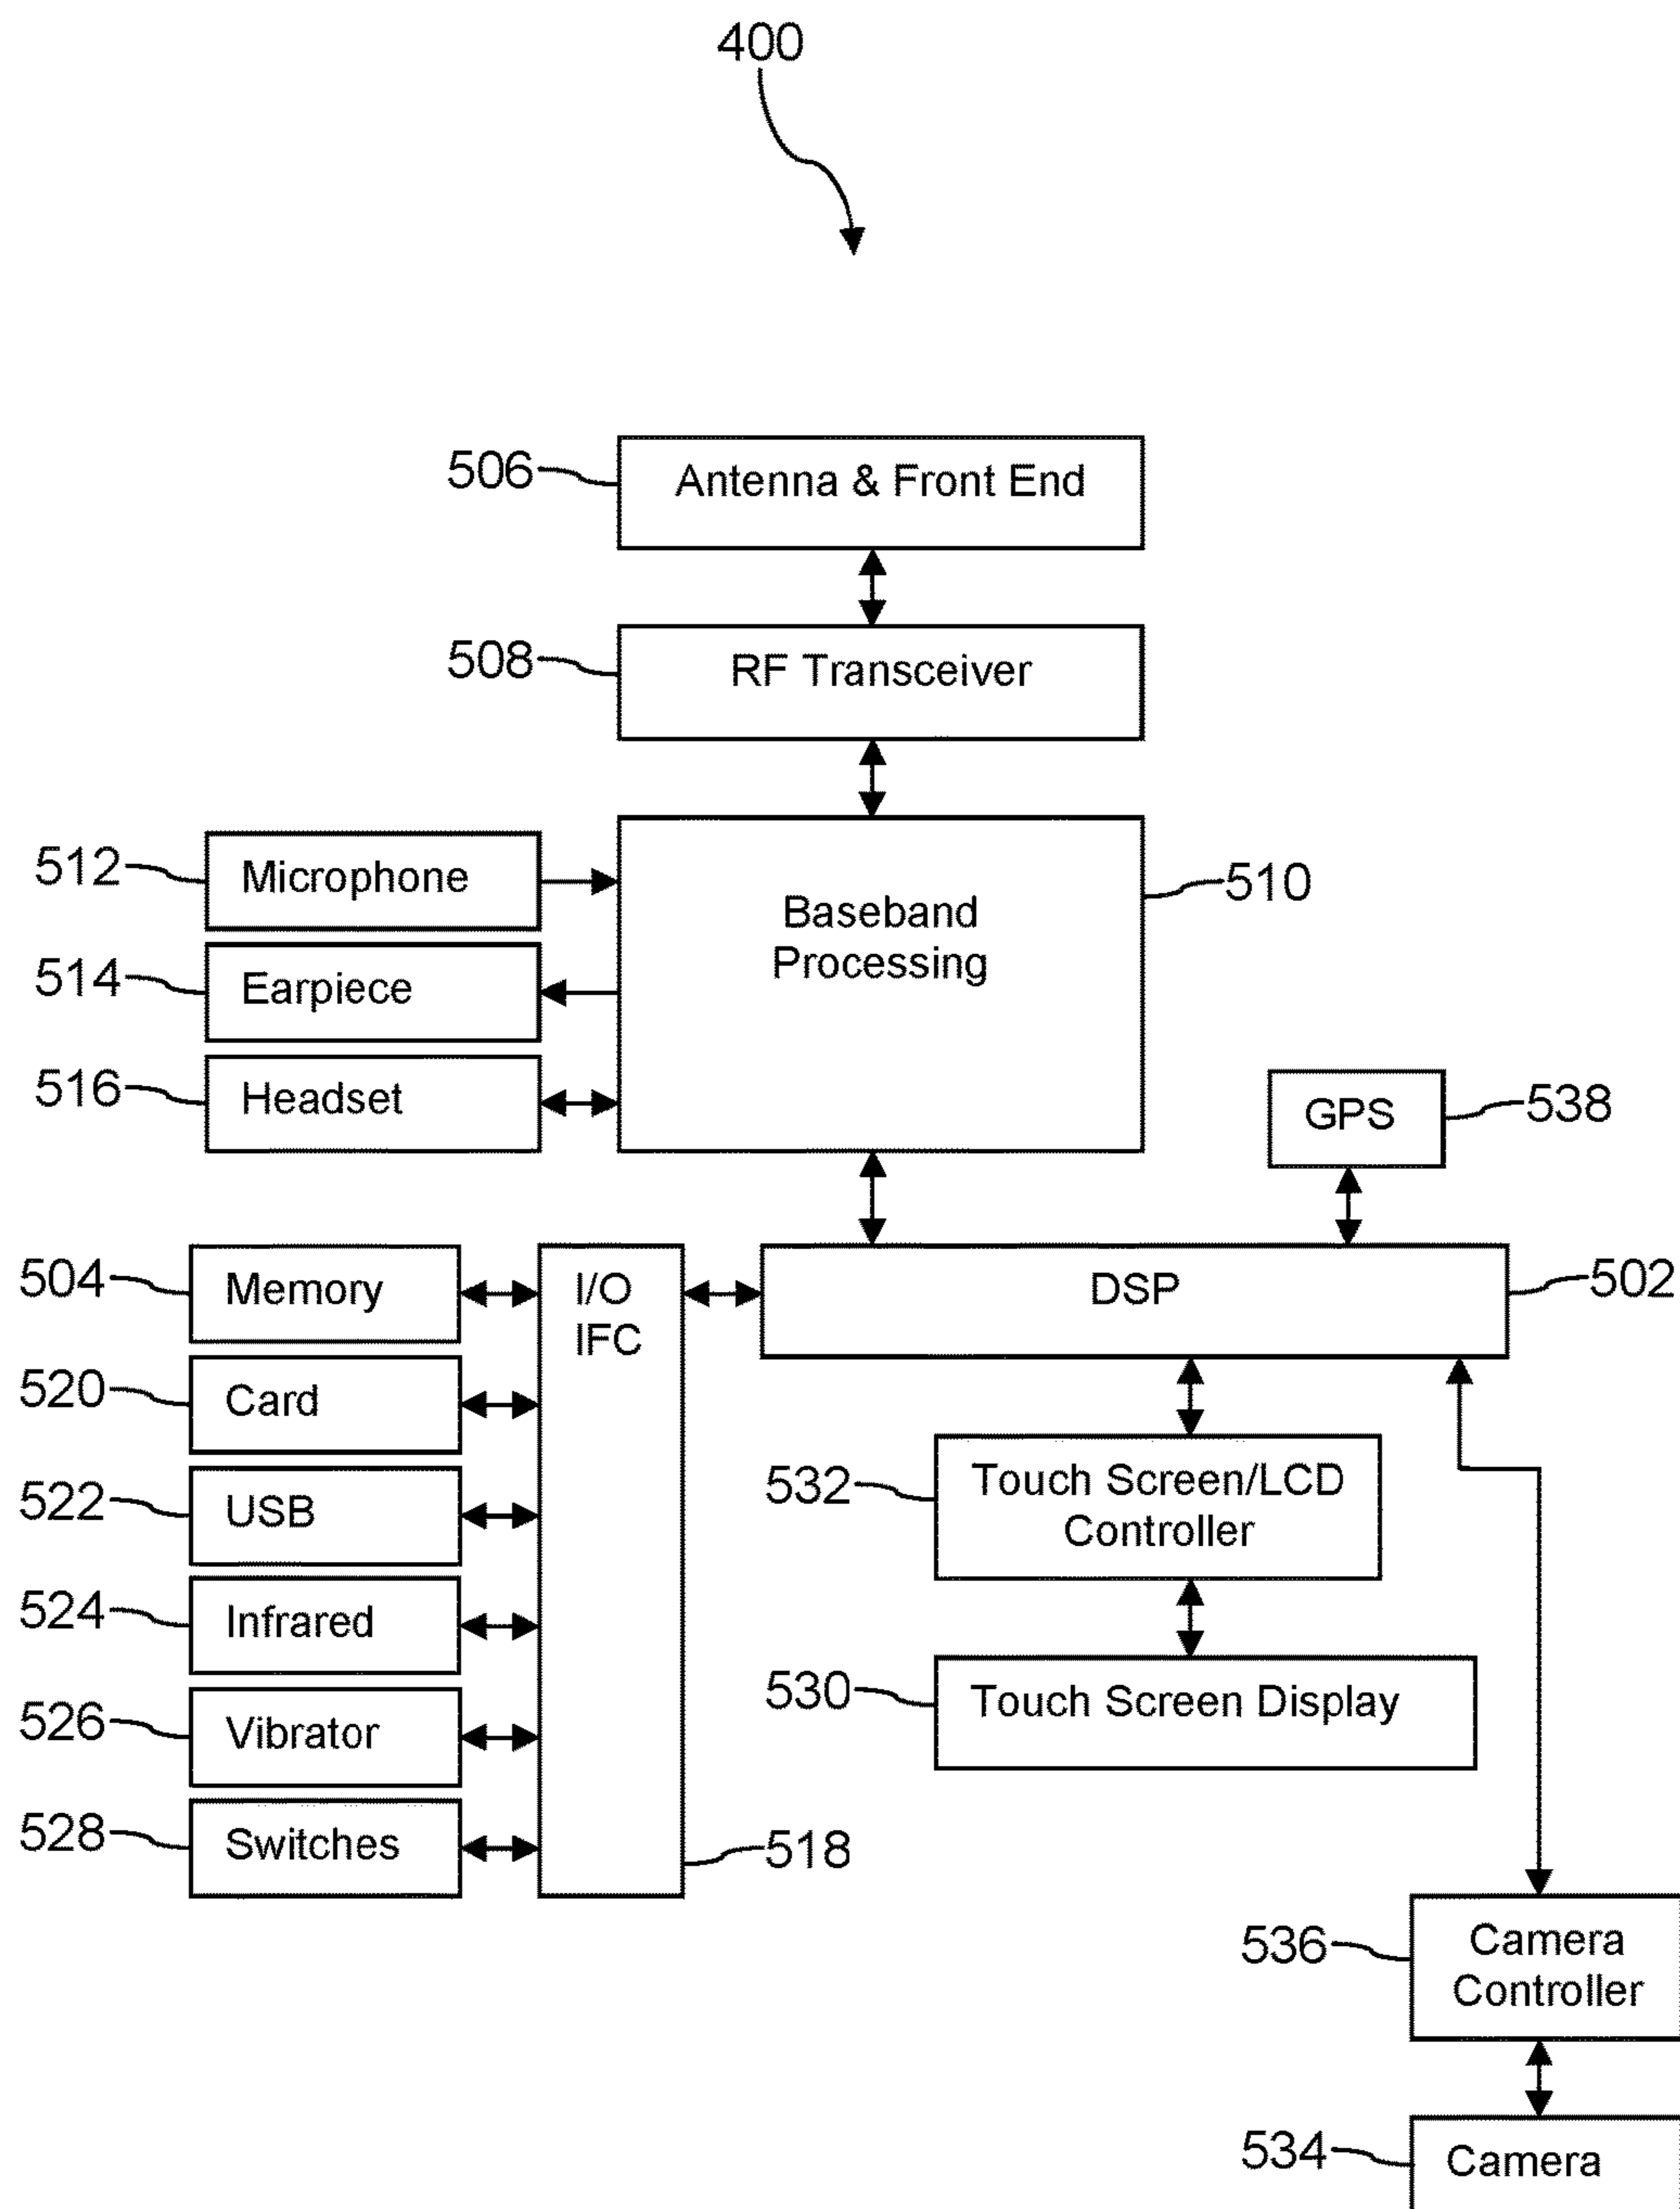 400
506
Antenna & Front End
508
RF Transceiver
512
Microphone
Baseband
Processing
510
514
Earpiece
516
Headset
GPS
538
504
Memory
I/O
IFC
DSP
502
520
Card
522
USB
532
Touch Screen/LCD
Controller
524
Infrared
526
Vibrator
530
Touch Screen Display
528
Switches
518
536
Camera
Controller
534
Camera